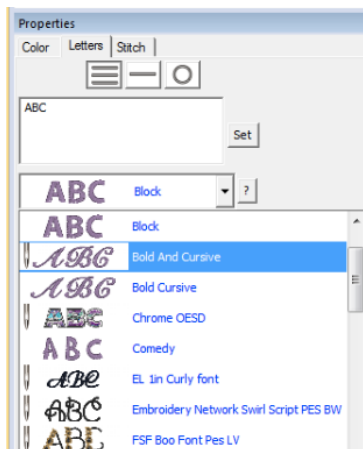 Properties
Color Letters Stitch
ABC
Set
ABC Block ?
ABC Block
ABC Bold And Cursive
ABC Bold Cursive
ABC Chrome OESD
ABC Comedy
ABC EL 1in Curly font
ABC Embroidery Network Swirl Script PES BW
ABC FSF Boo Font Pes LV